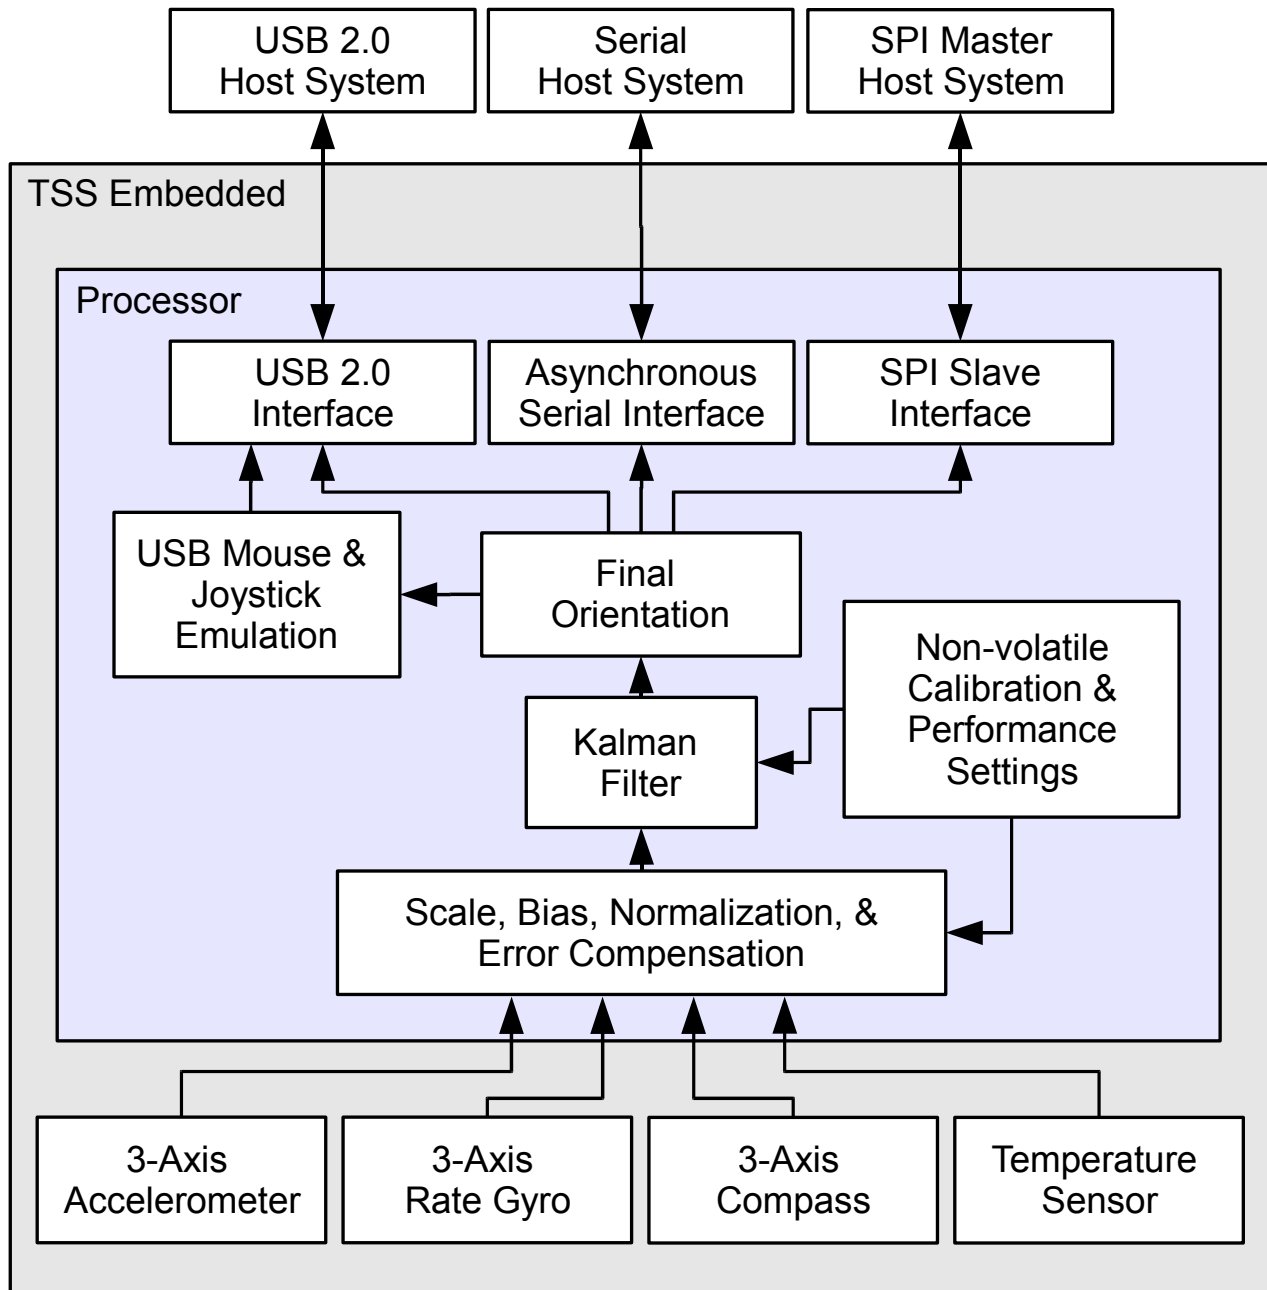 USB 2.0
Host System
Serial
Host System
SPI Master
Host System
TSS Embedded
Processor
USB 2.0
Interface
Asynchronous
Serial Interface
SPI Slave
Interface
USB Mouse &
Joystick
Emulation
Final
Orientation
Non-volatile
Calibration &
Performance
Settings
Kalman
Filter
Scale, Bias, Normalization, &
Error Compensation
3-Axis
Accelerometer
3-Axis
Rate Gyro
3-Axis
Compass
Temperature
Sensor